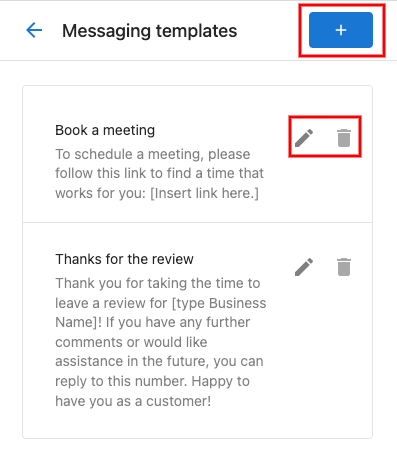 Messaging templates
+
Book a meeting
To schedule a meeting, please
follow this link to find a time that
works for you: [Insert link here.]
Thanks for the review
Thank you for taking the time to
leave a review for [type Business
Name]! If you have any further
comments or would like
assistance in the future, you can
reply to this number. Happy to
have you as a customer!